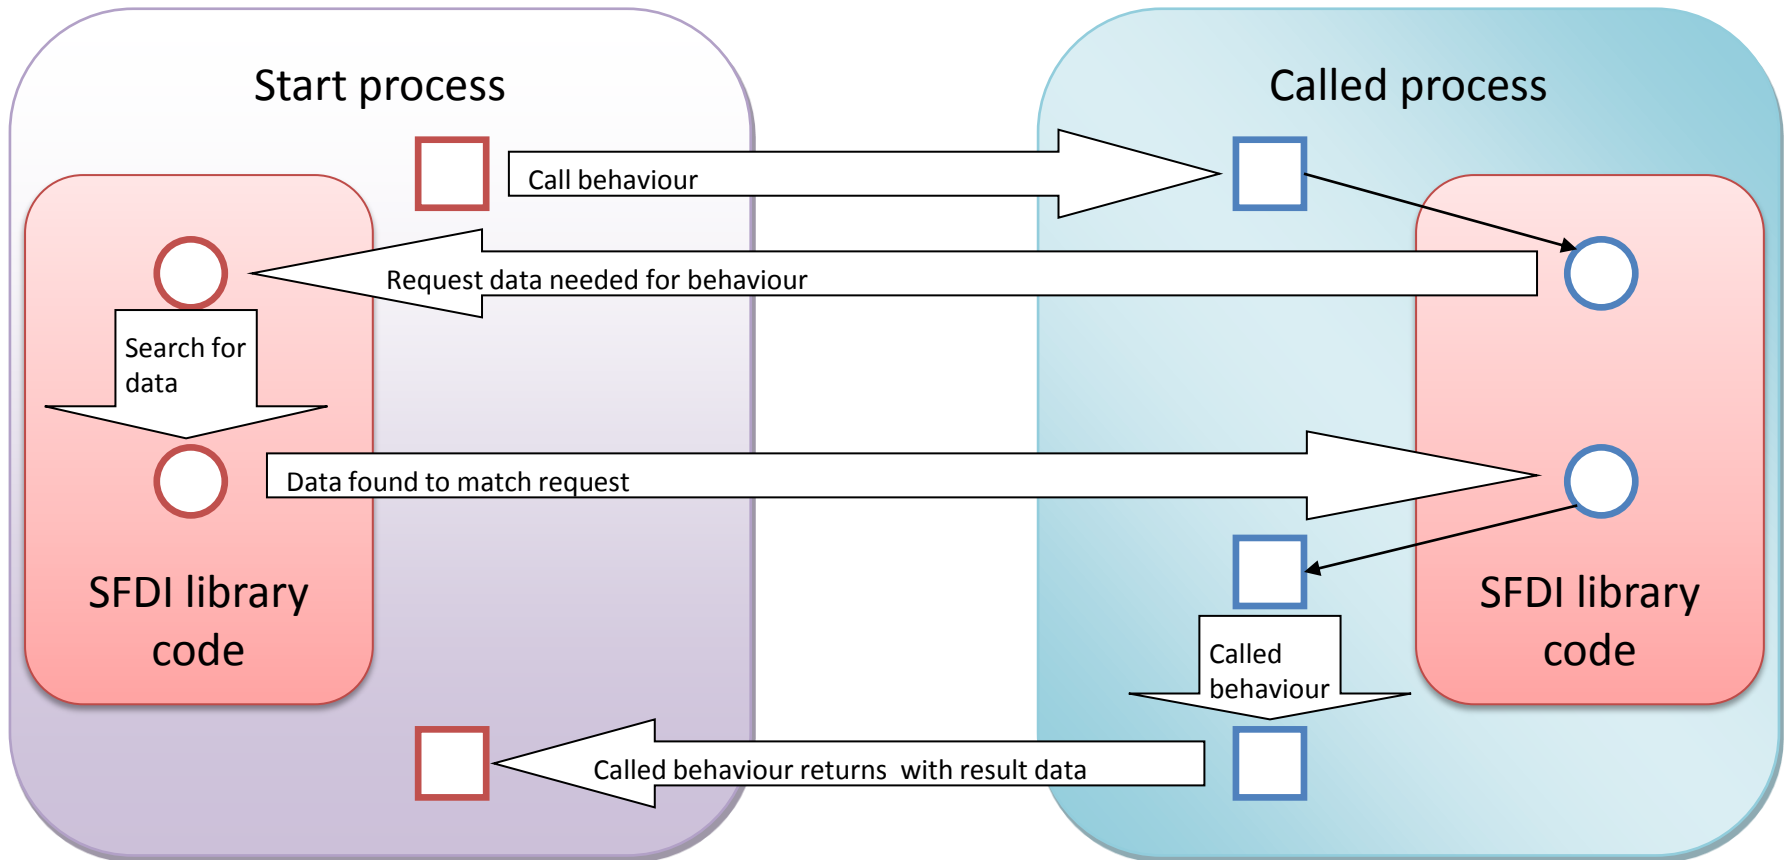 Start process
Called process
Call behaviour
Request data needed for behaviour
Search for
data
Data found to match request
SFDI library
code
SFDI library
code
Called
behaviour
Called behaviour returns  with result data